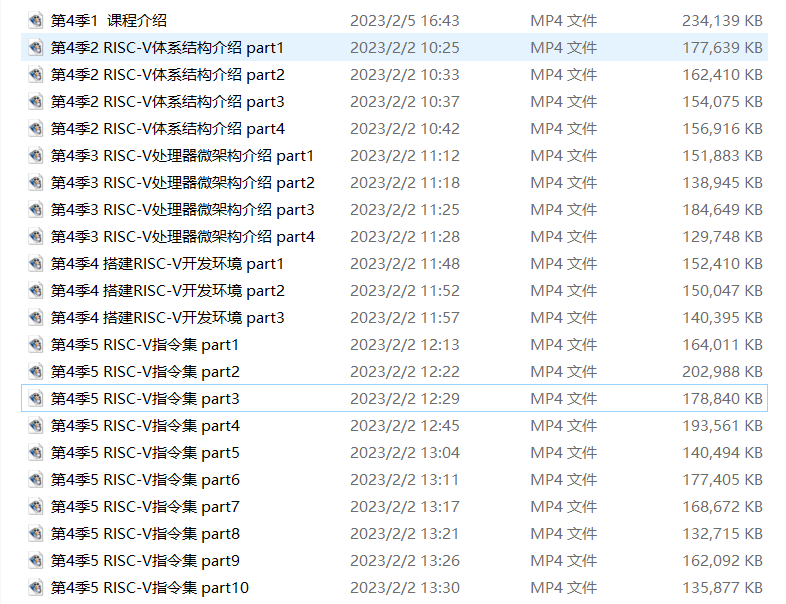 第4季1  课程介绍 2023/2/5 16:43 MP4 文件 234,139 KB
第4季2 RISC-V体系结构介绍 part1 2023/2/2 10:25 MP4 文件 177,639 KB
第4季2 RISC-V体系结构介绍 part2 2023/2/2 10:33 MP4 文件 162,410 KB
第4季2 RISC-V体系结构介绍 part3 2023/2/2 10:37 MP4 文件 154,075 KB
第4季2 RISC-V体系结构介绍 part4 2023/2/2 10:42 MP4 文件 156,916 KB
第4季3 RISC-V处理器微架构介绍 part1 2023/2/2 11:12 MP4 文件 151,883 KB
第4季3 RISC-V处理器微架构介绍 part2 2023/2/2 11:18 MP4 文件 138,945 KB
第4季3 RISC-V处理器微架构介绍 part3 2023/2/2 11:25 MP4 文件 184,649 KB
第4季3 RISC-V处理器微架构介绍 part4 2023/2/2 11:28 MP4 文件 129,748 KB
第4季4 搭建RISC-V开发环境 part1 2023/2/2 11:48 MP4 文件 152,410 KB
第4季4 搭建RISC-V开发环境 part2 2023/2/2 11:52 MP4 文件 150,047 KB
第4季4 搭建RISC-V开发环境 part3 2023/2/2 11:57 MP4 文件 140,395 KB
第4季5 RISC-V指令集 part1 2023/2/2 12:13 MP4 文件 164,011 KB
第4季5 RISC-V指令集 part2 2023/2/2 12:22 MP4 文件 202,988 KB
第4季5 RISC-V指令集 part3 2023/2/2 12:29 MP4 文件 178,840 KB
第4季5 RISC-V指令集 part4 2023/2/2 12:45 MP4 文件 193,561 KB
第4季5 RISC-V指令集 part5 2023/2/2 13:04 MP4 文件 140,494 KB
第4季5 RISC-V指令集 part6 2023/2/2 13:11 MP4 文件 177,405 KB
第4季5 RISC-V指令集 part7 2023/2/2 13:17 MP4 文件 168,672 KB
第4季5 RISC-V指令集 part8 2023/2/2 13:21 MP4 文件 132,715 KB
第4季5 RISC-V指令集 part9 2023/2/2 13:26 MP4 文件 162,092 KB
第4季5 RISC-V指令集 part10 2023/2/2 13:30 MP4 文件 135,877 KB